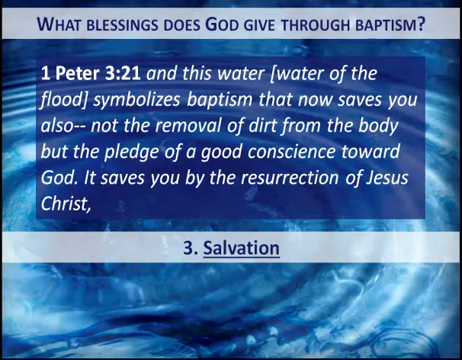 WHAT BLESSINGS DOES GOD GIVE THROUGH BAPTISM?
1 Peter 3:21 and this water [water of the
flood] symbolizes baptism that now saves you
also-- not the removal of dirt from the body
but the pledge of a good conscience toward
God. It saves you by the resurrection of Jesus
Christ,
3. Salvation